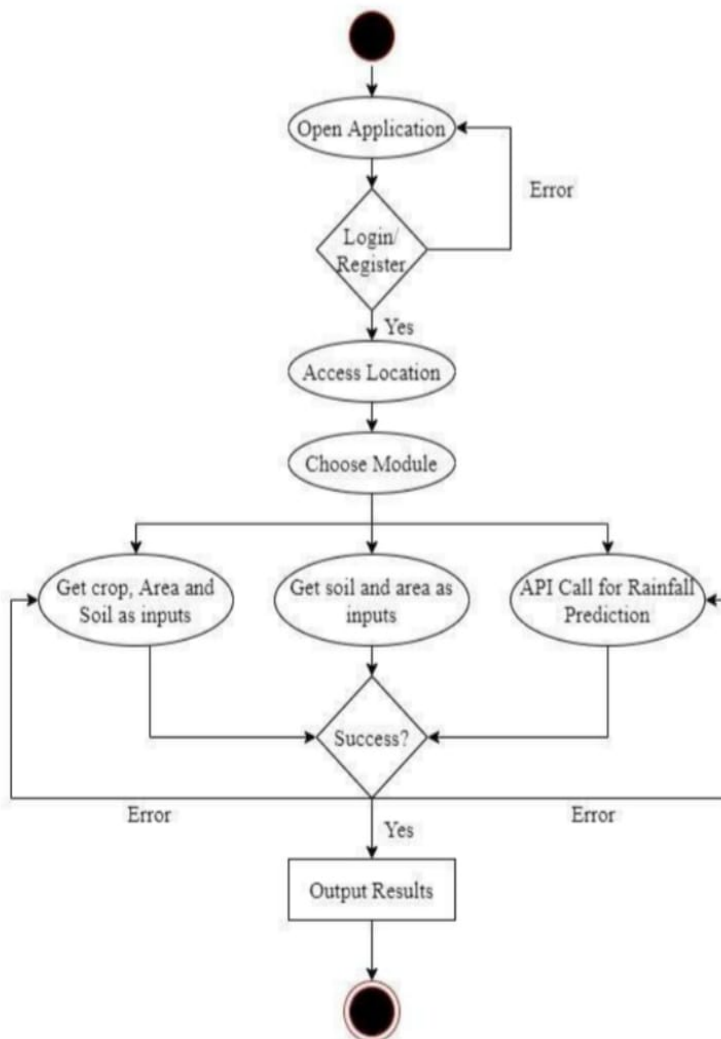 Open Application
Error
Login/
Register
Yes
Access Location
Choose Module
Get crop, Area and
Soil as inputs
Get soil and area as
inputs
API Call for Rainfall
Prediction
Success?
Error
Error
Yes
Output Results